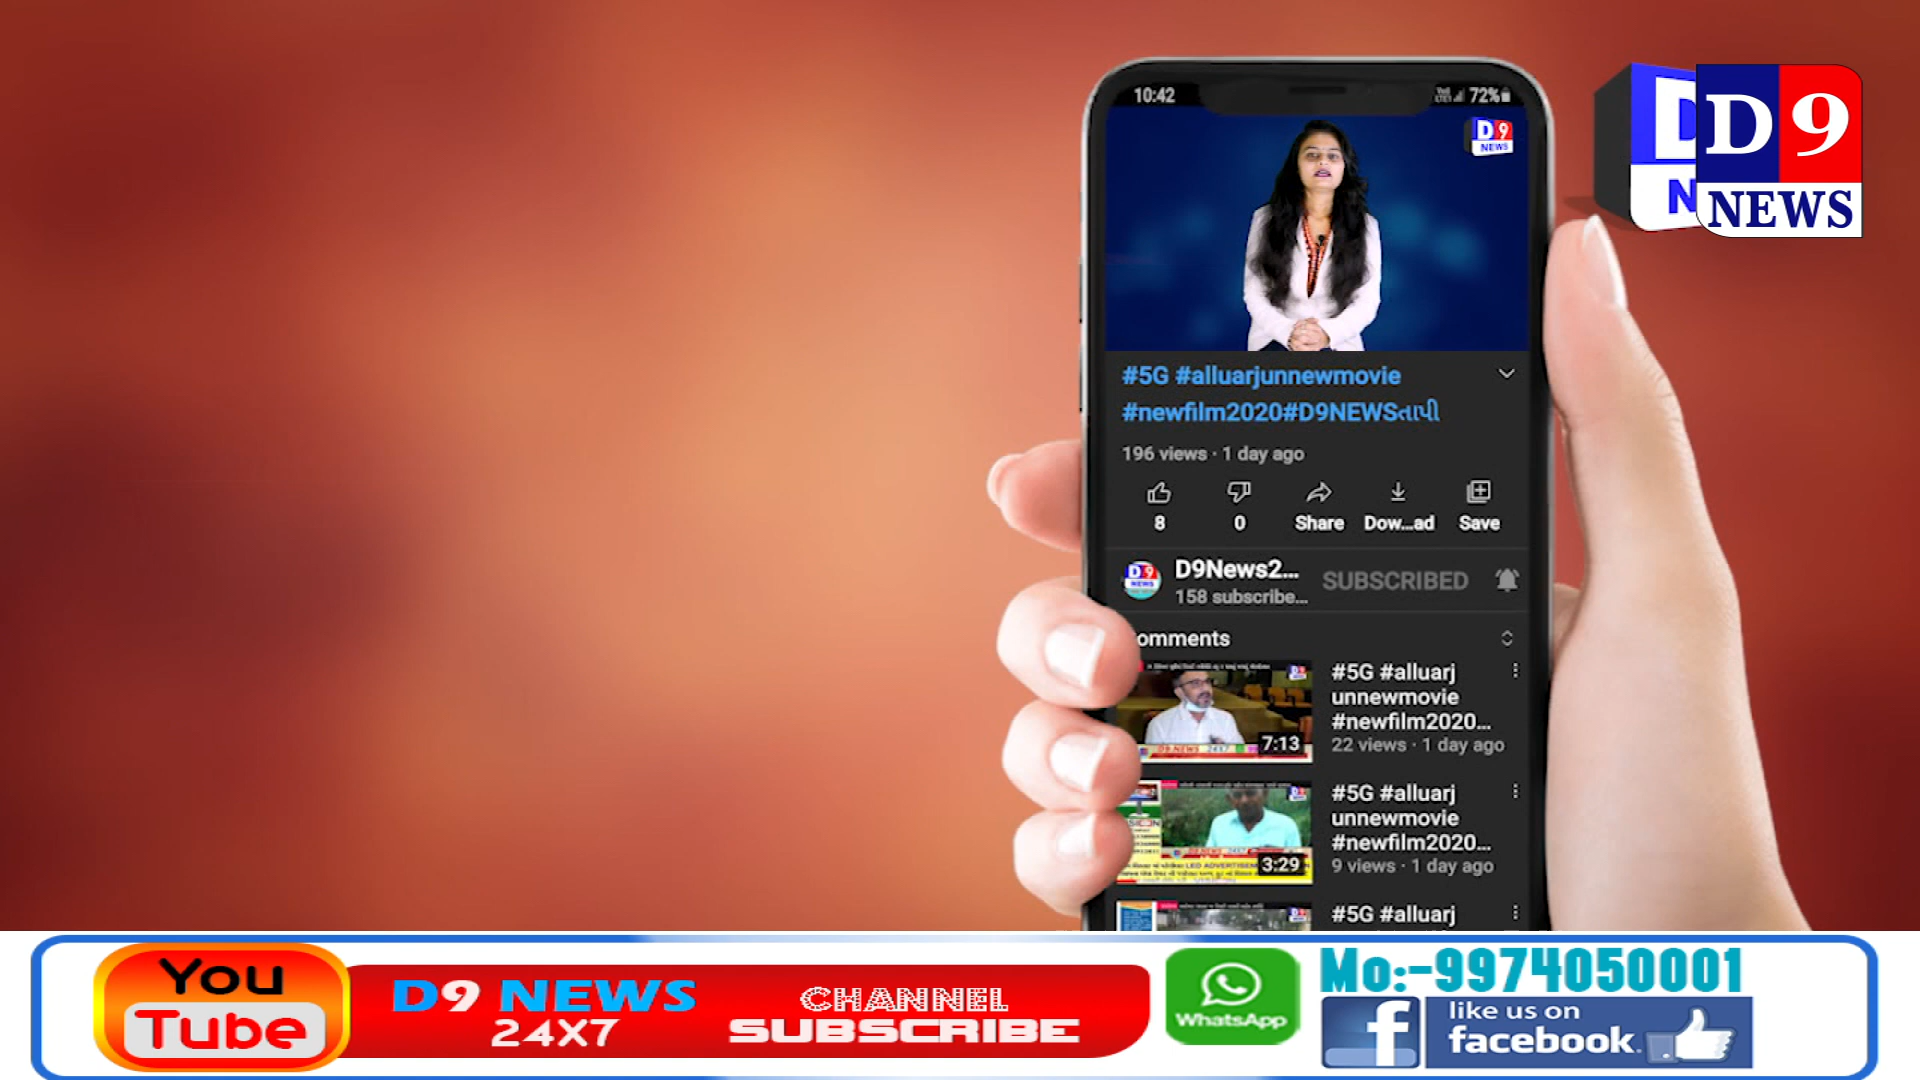 10:42
72%
D9
NEWS
D
N
D9
NEWS
#5G #alluarjunnewmovie
#newfilm2020#D9NEWSતાપી
196 views · 1 day ago
8
0
Share
Dow...ad
Save
D9
NEWS
D9News2...
158 subscribe...
SUBSCRIBED
omments
#5G #alluarj
unnewmovie
#newfilm2020...
22 views · 1 day ago
7:13
#5G #alluarj
unnewmovie
#newfilm2020...
9 views · 1 day ago
3:29
#5G #alluarj
You
Tube
D9 NEWS
24X7
CHANNEL
SUBSCRIBE
WhatsApp
Mo:-9974050001
like us on
facebook.